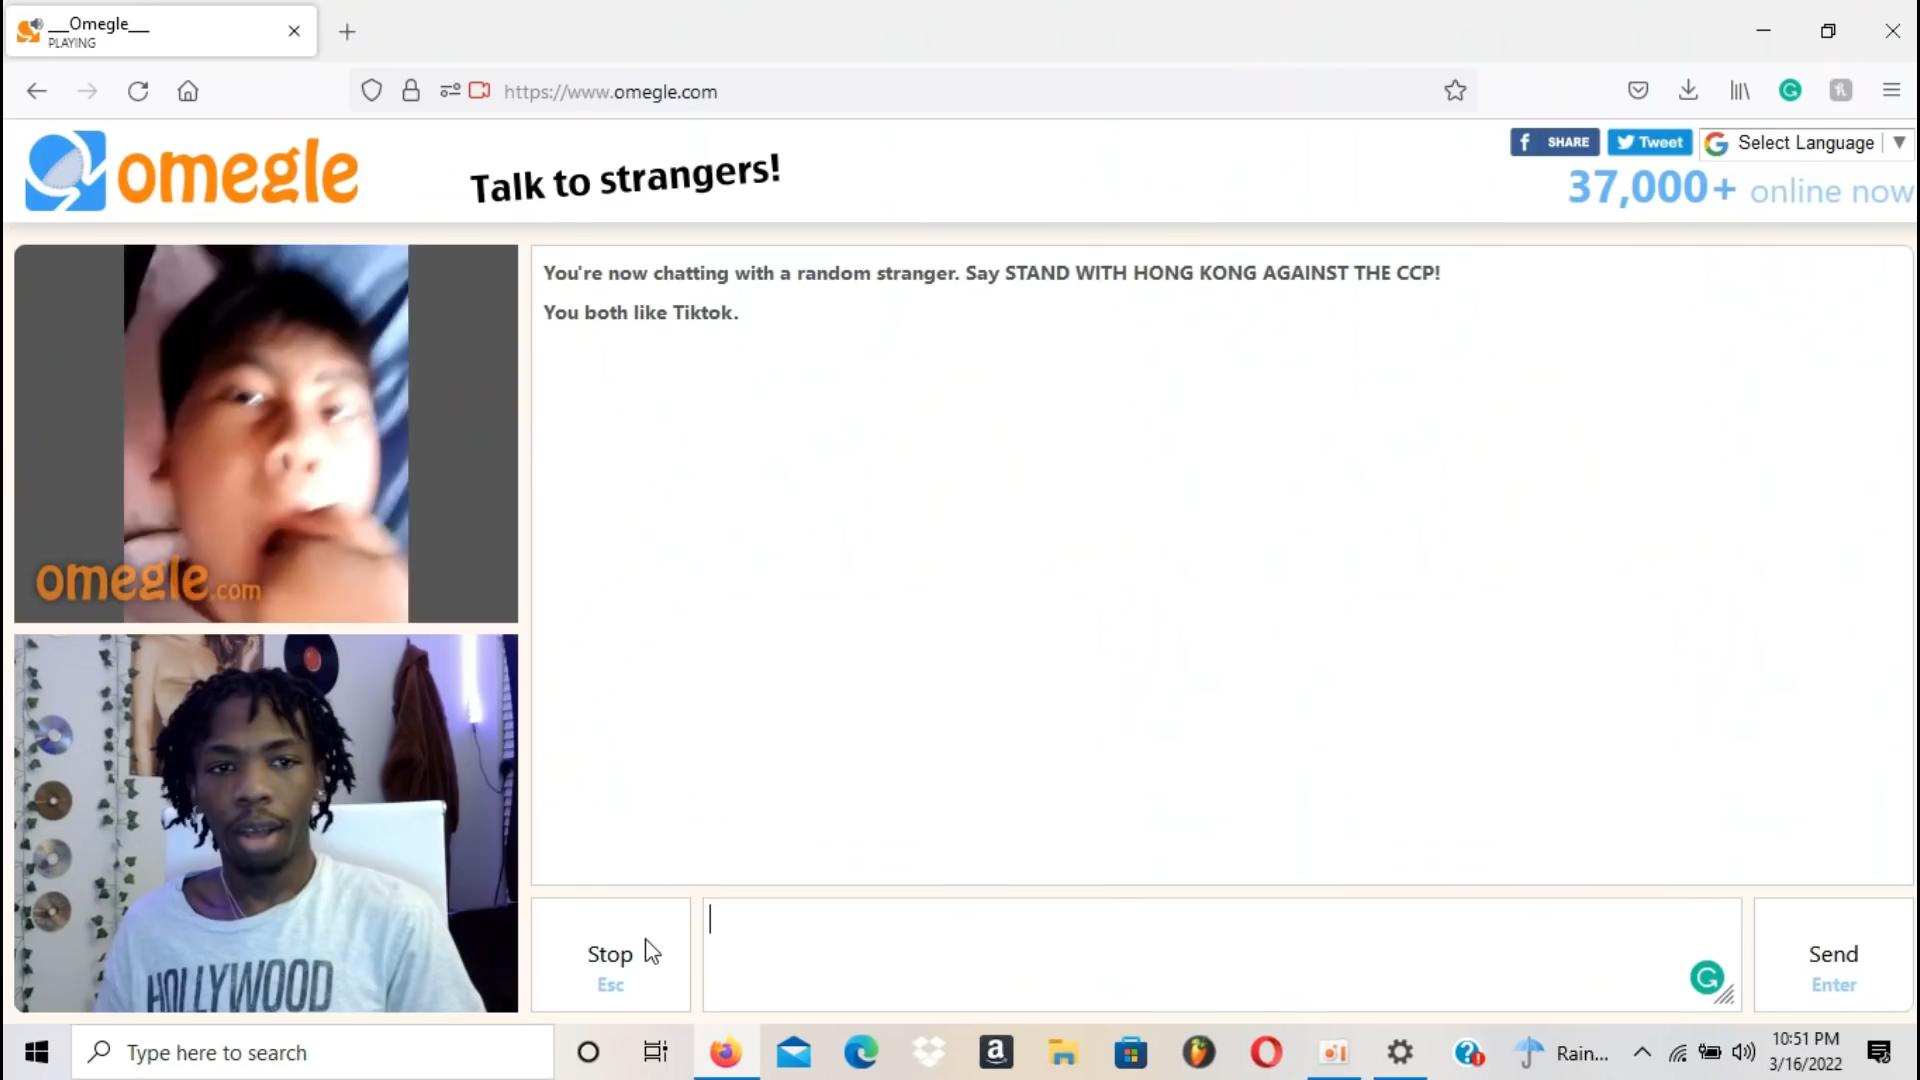 __Omegle__
PLAYING
https://www.omegle.com
omegle
Talk to strangers!
f SHARE
Tweet
G Select Language ▼
37,000+ online now
You're now chatting with a random stranger. Say STAND WITH HONG KONG AGAINST THE CCP!
You both like Tiktok.
omegle.com
HOLLYWOOD
Stop
Esc
Send
Enter
Type here to search
a
Rain...
10:51 PM
3/16/2022